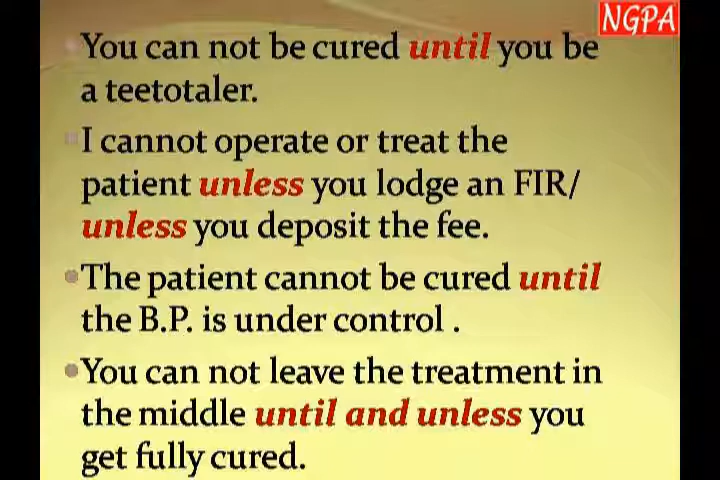 NGPA
You can not be cured until you be
a teetotaler.
I cannot operate or treat the
patient unless you lodge an FIR/
unless you deposit the fee.
The patient cannot be cured until
the B.P. is under control .
You can not leave the treatment in
the middle until and unless you
get fully cured.